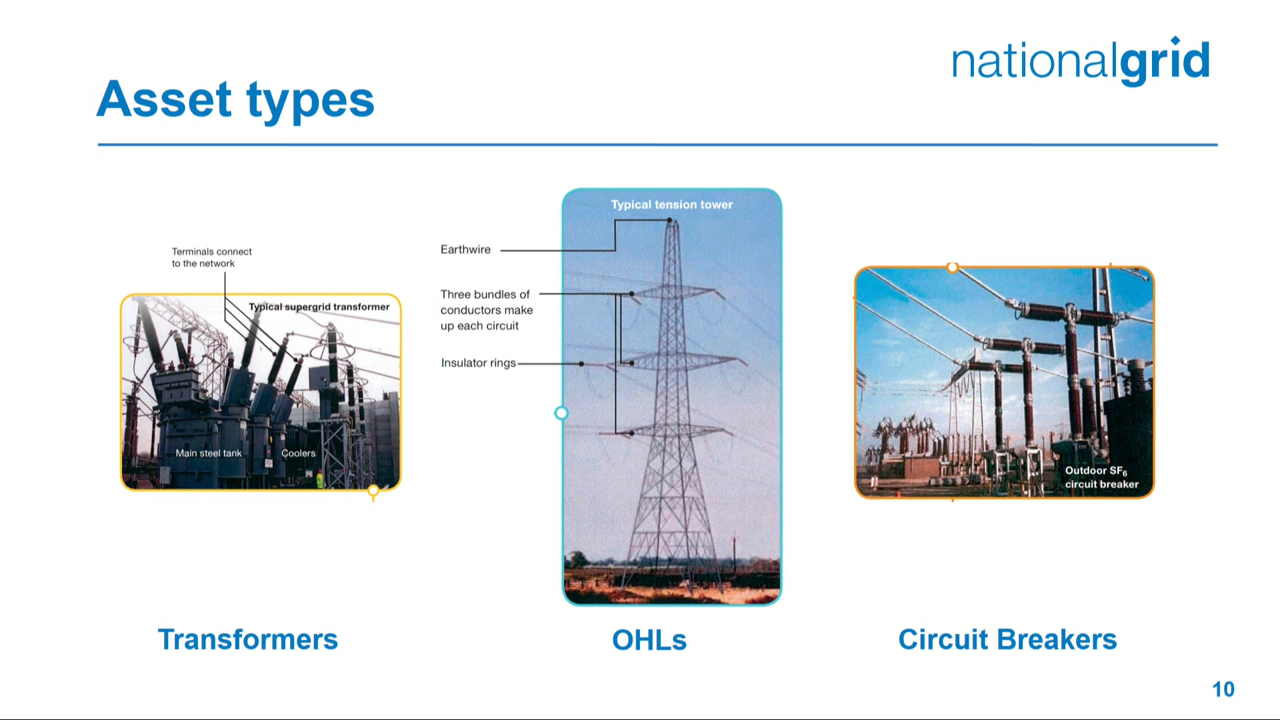 nationalgrid
Asset types
Terminals connect
to the network
Typical supergrid transformer
Main steel tank
Coolers
Typical tension tower
Earthwire
Three bundles of
conductors make
up each circuit
Insulator rings
Outdoor SF₆
circuit breaker
Transformers
OHLs
Circuit Breakers
10